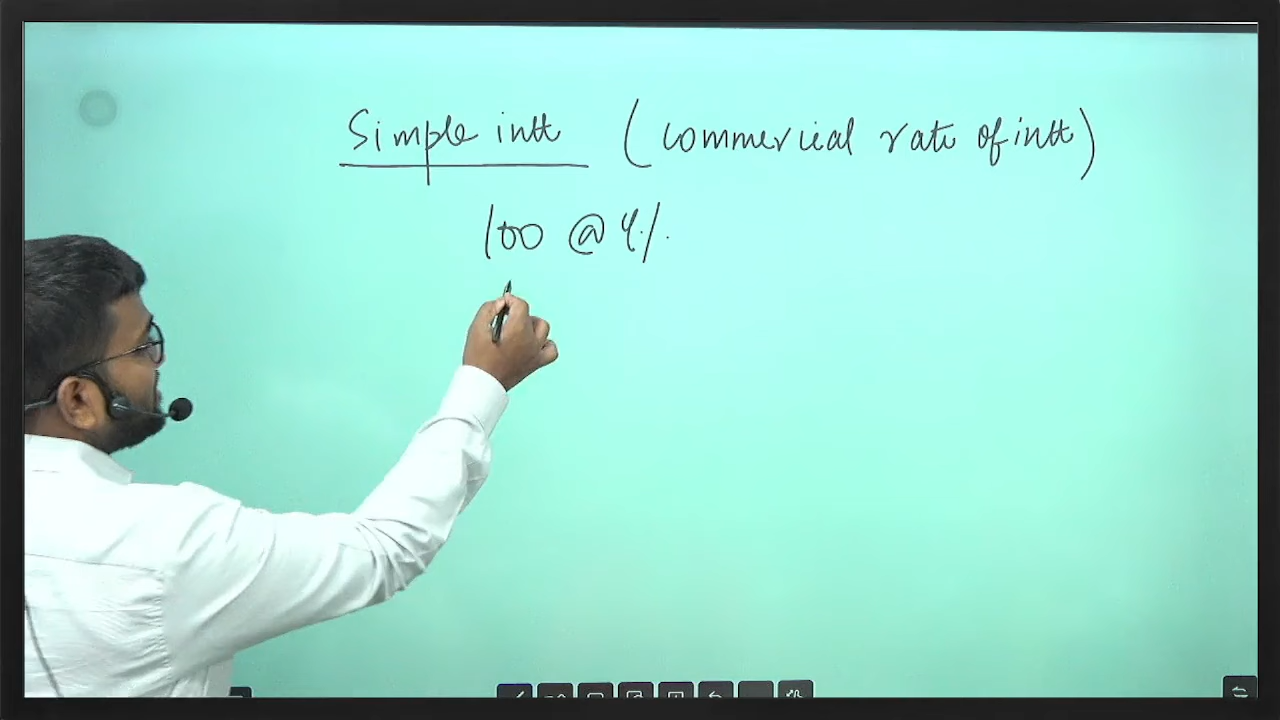 Simple intt (commercial rate of intt)
100 @ 4%